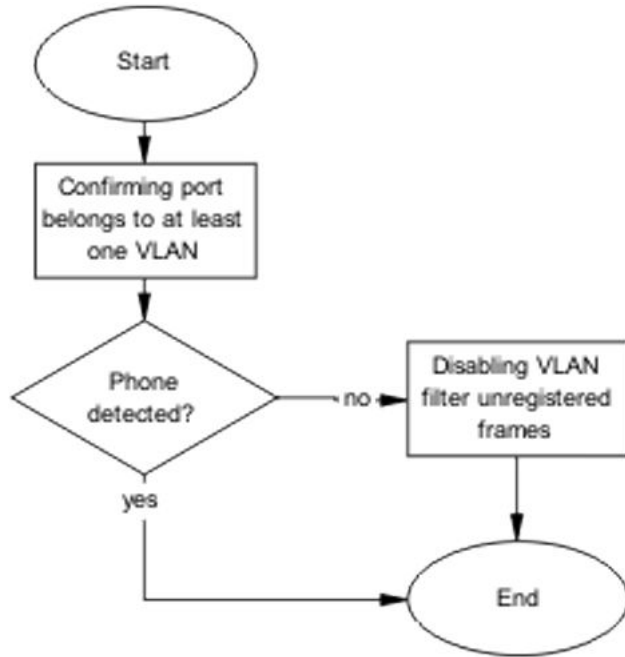 Start
Confirming port
belongs to at least
one VLAN
Phone
detected?
no
Disabling VLAN
filter unregistered
frames
yes
End